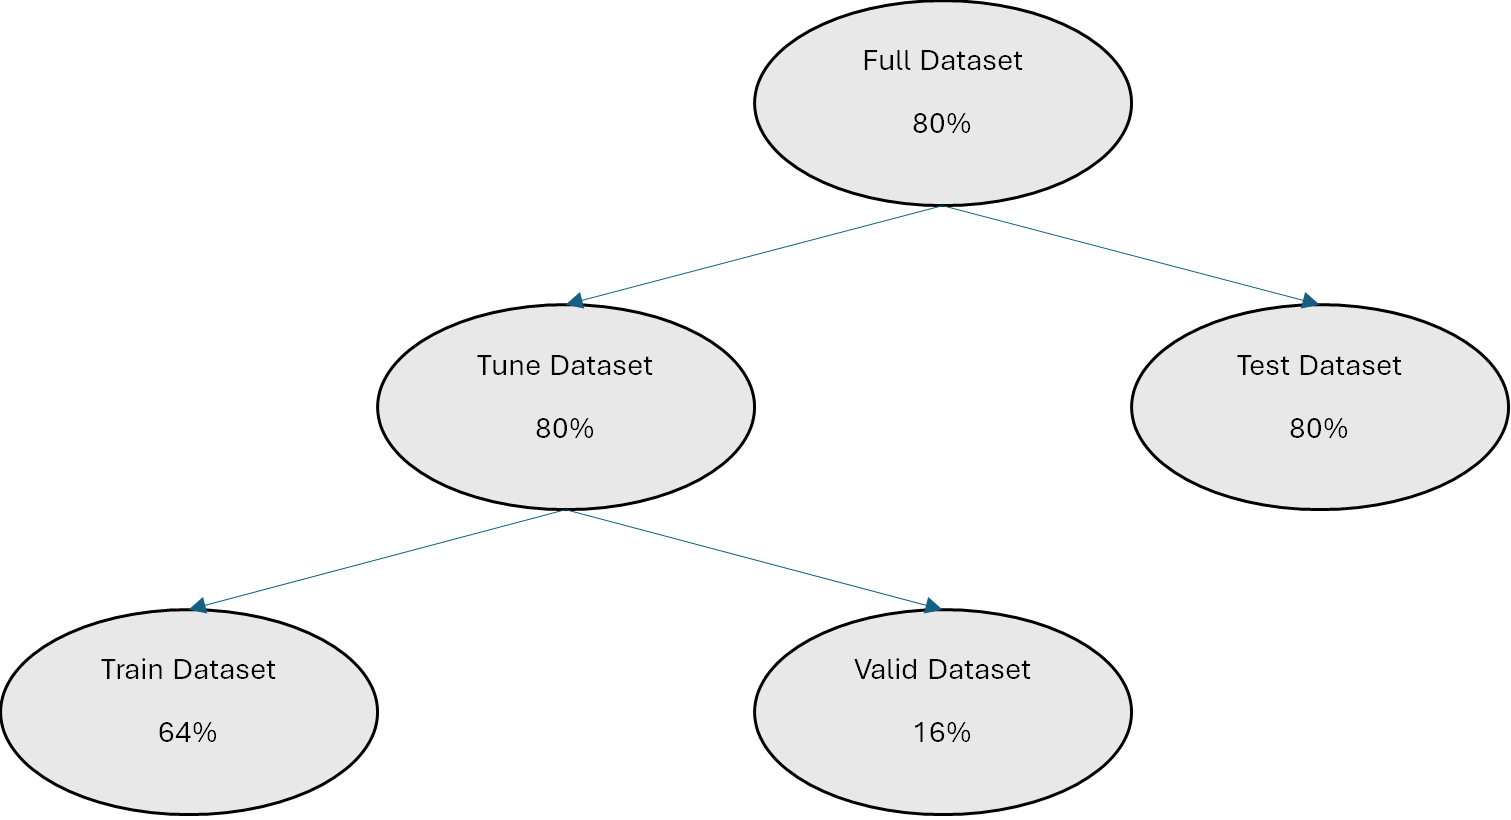 Full Dataset
80%
Tune Dataset
80%
Test Dataset
80%
Train Dataset
64%
Valid Dataset
16%